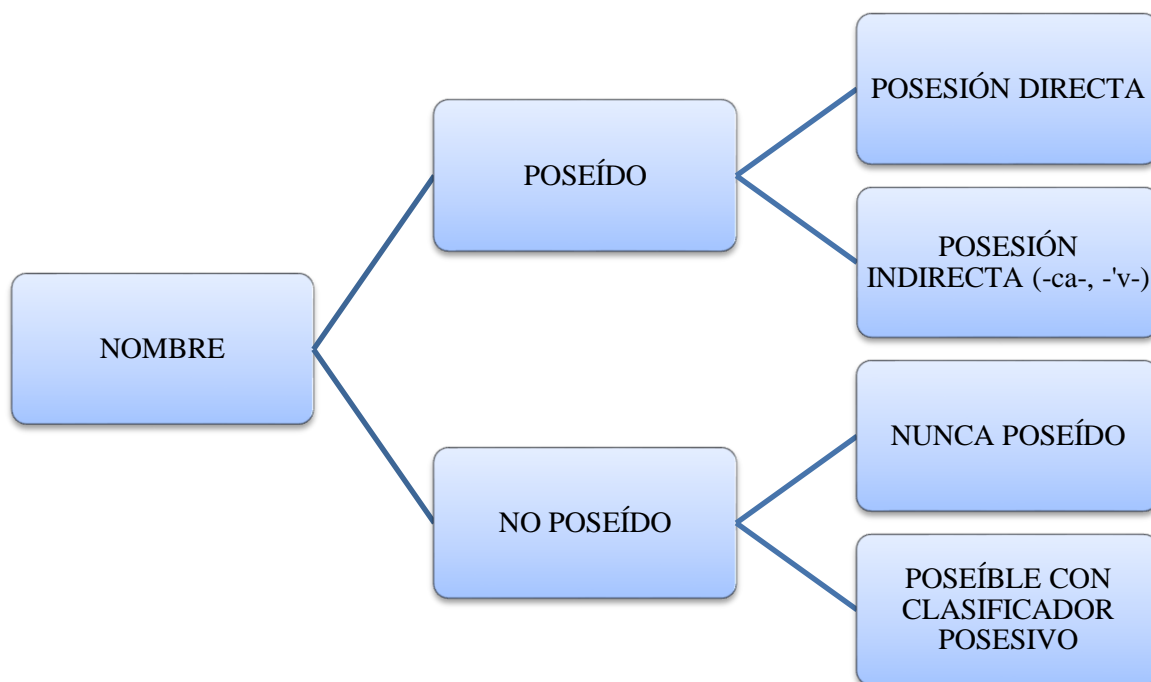 POSESIÓN DIRECTA
POSEÍDO
POSESIÓN
INDIRECTA (-ca-, -'v-)
NOMBRE
NUNCA POSEÍDO
NO POSEÍDO
POSEÍBLE CON
CLASIFICADOR
POSESIVO